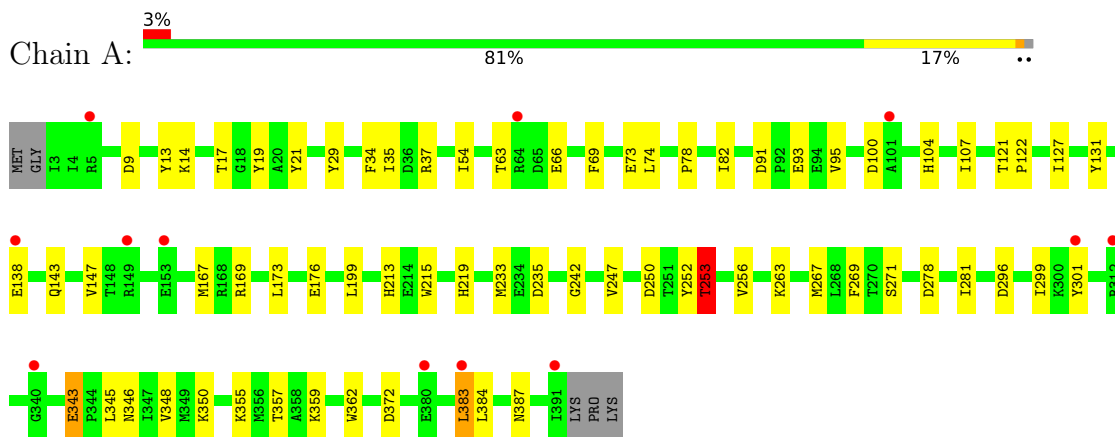 3%
Chain A:
81% 17% ..
MET GLY I3 I4 R5 D9 Y13 K14 T17 G18 Y19 A20 Y21 Y29 F34 I35 D36 R37 I54 T63 R64 D65 E66 F69 E73 L74 P78 I82 D91 P92 E93 E94 V95 D100 A101 H104 I107 T121 P122 I127 Y131
E138 Q143 V147 T148 R149 E153 M167 R168 R169 L173 E176 L199 H213 E214 W215 H219 M233 E234 D235 G242 V247 D250 T251 Y252 T253 V256 K263 M267 L268 F269 T270 S271 D278 I281 D296 I299 K300 Y301
G340 E343 P344 L345 N346 I347 V348 M349 K350 K355 M356 T357 A358 K359 W362 D372 E380 L383 L384 N387 I391 LYS PRO LYS